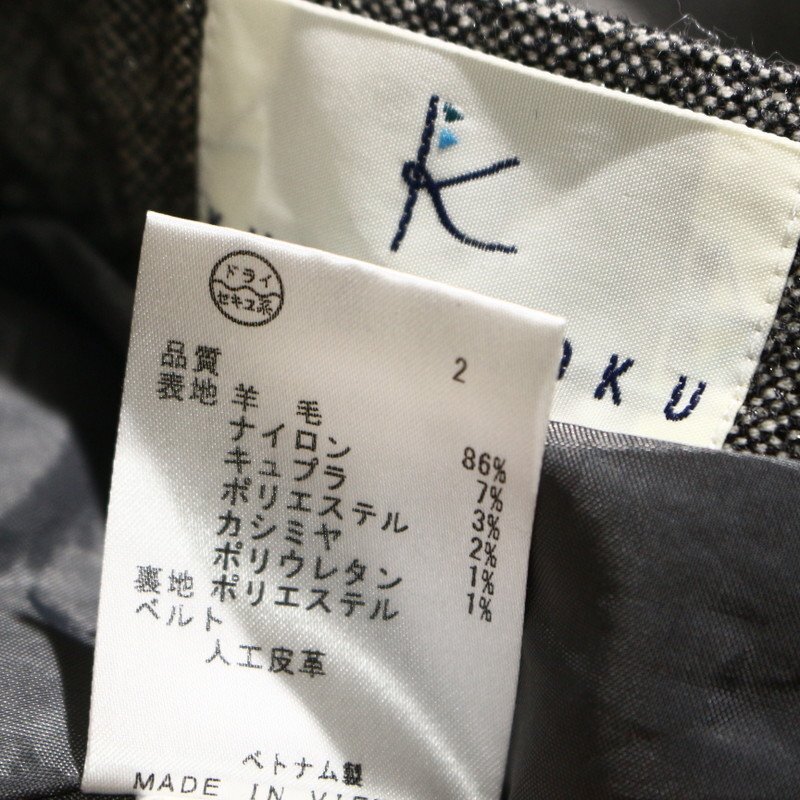 K
OKU
ドライ
セキユ系
品質 2
表地 羊 毛 86%
ナイロン 7%
キュプラ 3%
ポリエステル 2%
カシミヤ 1%
ポリウレタン 1%
裏地 ポリエステル
ベルト
人工皮革
ベトナム製
MADE IN